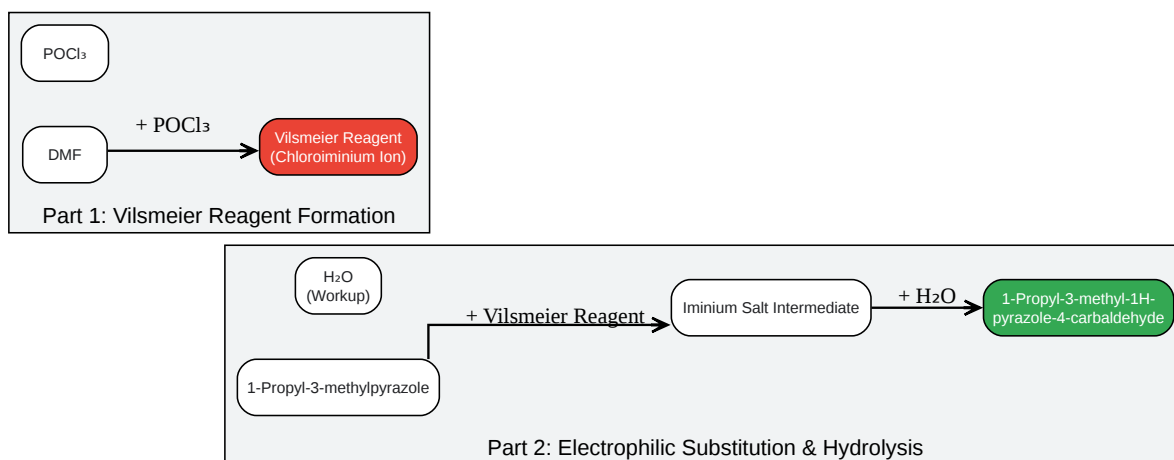 POCl₃
+ POCl₃
DMF
Vilsmeier Reagent
(Chloroiminium Ion)
Part 1: Vilsmeier Reagent Formation
H₂O
(Workup)
+ Vilsmeier Reagent
Iminium Salt Intermediate
+ H₂O
1-Propyl-3-methyl-1H-
pyrazole-4-carbaldehyde
1-Propyl-3-methylpyrazole
Part 2: Electrophilic Substitution & Hydrolysis